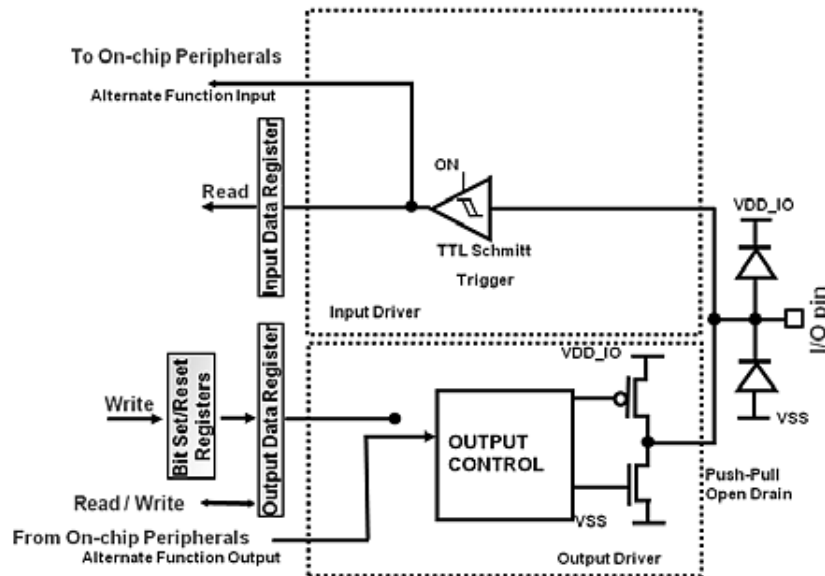 To On-chip Peripherals
Alternate Function Input
Input Data Register
ON
Read
TTL Schmitt
Trigger
Input Driver
VDD_IO
I/O pin
VSS
Write
Bit Set/Reset
Registers
Output Data Register
VDD_IO
OUTPUT
CONTROL
Push-Pull
Open Drain
Read / Write
VSS
From On-chip Peripherals
Alternate Function Output
Output Driver